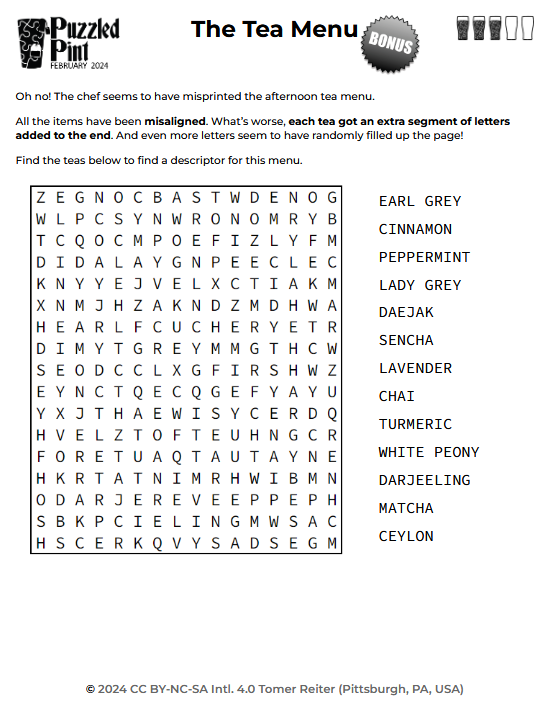 Puzzled
Pint
FEBRUARY 2024
The Tea Menu
BONUS
Oh no! The chef seems to have misprinted the afternoon tea menu.
All the items have been misaligned. What's worse, each tea got an extra segment of letters
added to the end. And even more letters seem to have randomly filled up the page!
Find the teas below to find a descriptor for this menu.
Z E G N O C B A S T W D E N O G
W L P C S Y N W R O N O M R Y B
T C Q O C M P O E F I Z L Y F M
D I D A L A Y G N P E E C L E C
K N Y Y E J V E L X C T I A K M
X N M J H Z A K N D Z M D H W A
H E A R L F C U C H E R Y E T R
D I M Y T G R E Y M M G T H C W
S E O D C C L X G F I R S H W Z
E Y N C T Q E C Q G E F Y A Y U
Y X J T H A E W I S Y C E R D Q
H V E L Z T O F T E U H N G C R
F O R E T U A Q T A U T A Y N E
H K R T A T N I M R H W I B M N
O D A R J E R E V E E P P E P H
S B K P C I E L I N G M W S A C
H S C E R K Q V Y S A D S E G M
EARL GREY
CINNAMON
PEPPERMINT
LADY GREY
DAEJAK
SENCHA
LAVENDER
CHAI
TURMERIC
WHITE PEONY
DARJEELING
MATCHA
CEYLON
© 2024 CC BY-NC-SA Intl. 4.0 Tomer Reiter (Pittsburgh, PA, USA)